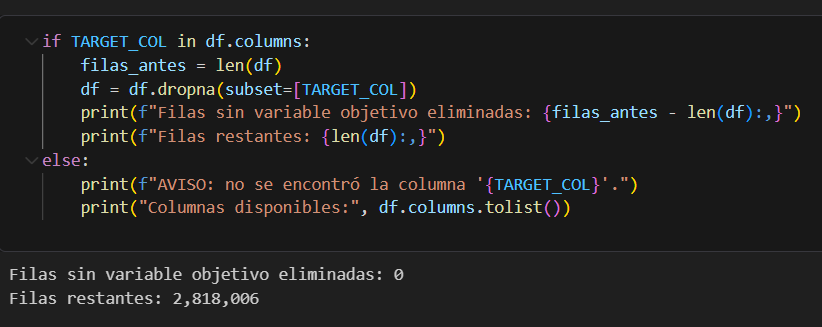 if TARGET_COL in df.columns:
    filas_antes = len(df)
    df = df.dropna(subset=[TARGET_COL])
    print(f"Filas sin variable objetivo eliminadas: {filas_antes - len(df):,}")
    print(f"Filas restantes: {len(df):,}")
else:
    print(f"AVISO: no se encontró la columna '{TARGET_COL}'.")
    print("Columnas disponibles:", df.columns.tolist())
Filas sin variable objetivo eliminadas: 0
Filas restantes: 2,818,006